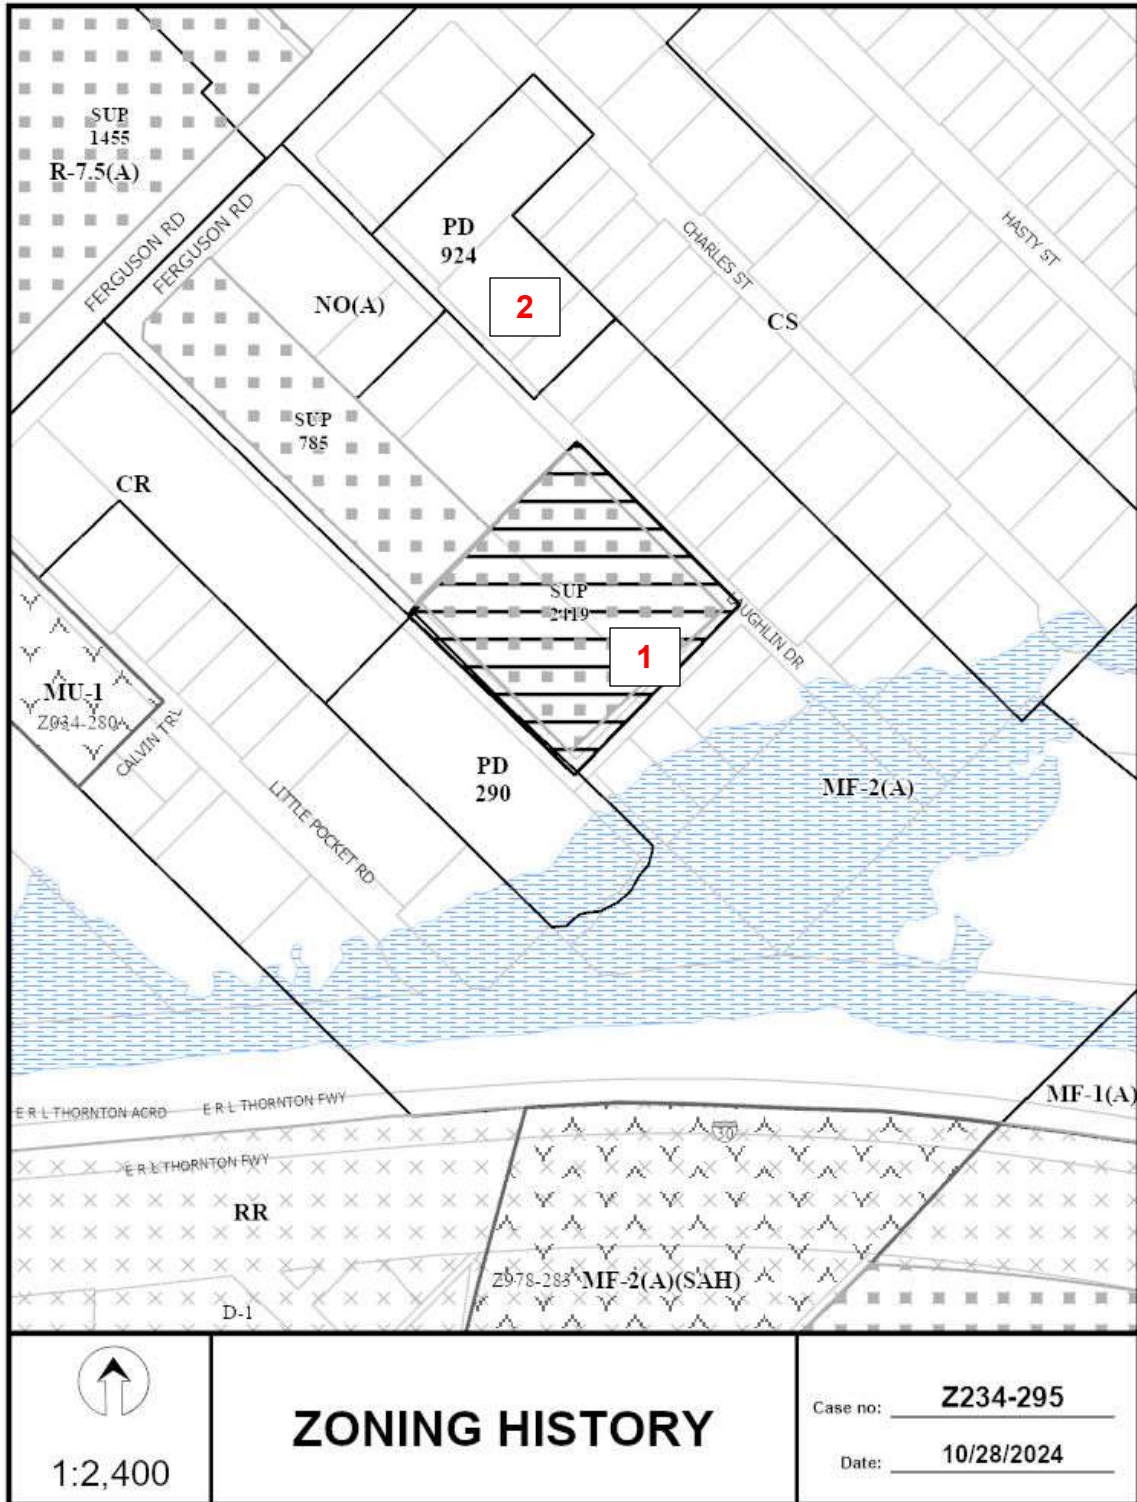 SUP
1455
R-7.5(A)
FERGUSON RD
FERGUSON RD
PD
924
2
NO(A)
CHARLES ST
HASTY ST
CS
SUP
785
CR
SUP
2419
1
LAUGHLIN DR
MU-1
Z034-280
CALVIN TRL
LITTLE POCKET RD
PD
290
MF-2(A)
MF-1(A)
E R L THORNTON ACRD
E R L THORNTON FWY
30
E R L THORNTON FWY
RR
Z978-283
MF-2(A)(SAH)
D-1
1:2,400
ZONING HISTORY
Case no: Z234-295
Date: 10/28/2024